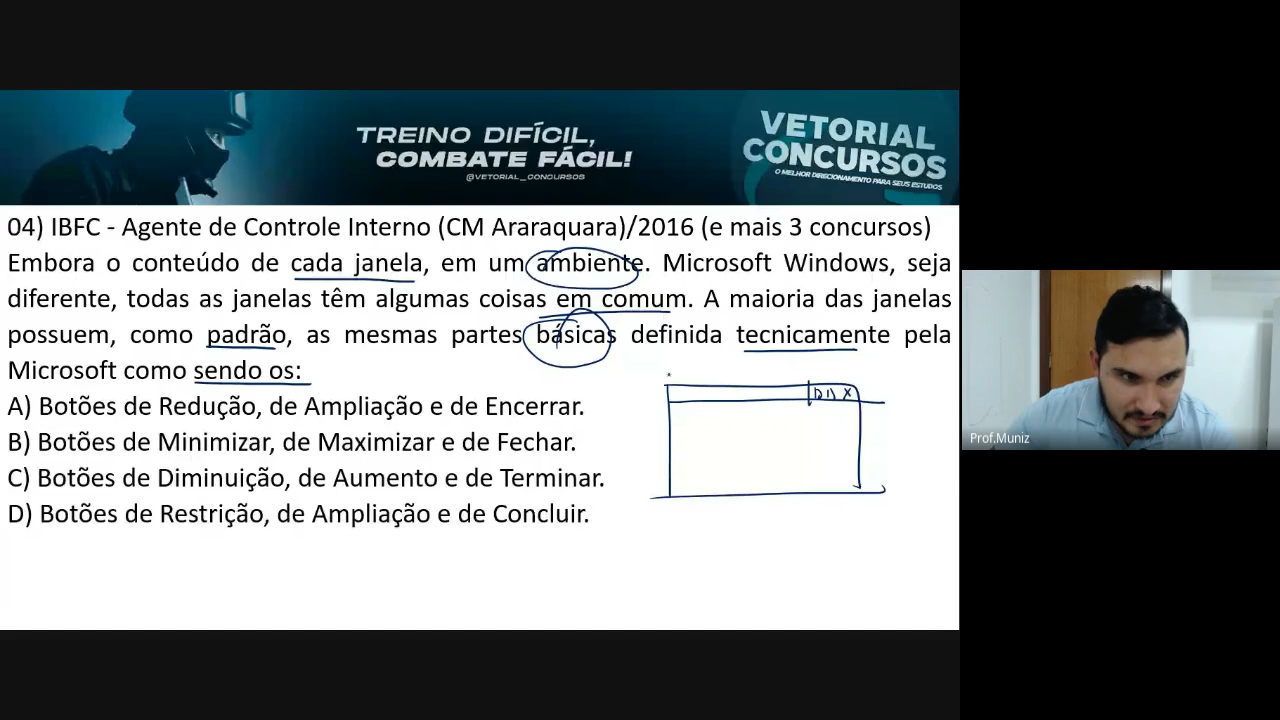 TREINO DIFÍCIL,
COMBATE FÁCIL!
@VETORIAL_CONCURSOS
VETORIAL
CONCURSOS
O MELHOR DIRECIONAMENTO PARA SEUS ESTUDOS
04) IBFC - Agente de Controle Interno (CM Araraquara)/2016 (e mais 3 concursos)
Embora o conteúdo de cada janela, em um ambiente. Microsoft Windows, seja
diferente, todas as janelas têm algumas coisas em comum. A maioria das janelas
possuem, como padrão, as mesmas partes básicas definida tecnicamente pela
Microsoft como sendo os:
A) Botões de Redução, de Ampliação e de Encerrar.
B) Botões de Minimizar, de Maximizar e de Fechar.
C) Botões de Diminuição, de Aumento e de Terminar.
D) Botões de Restrição, de Ampliação e de Concluir.
Prof.Muniz